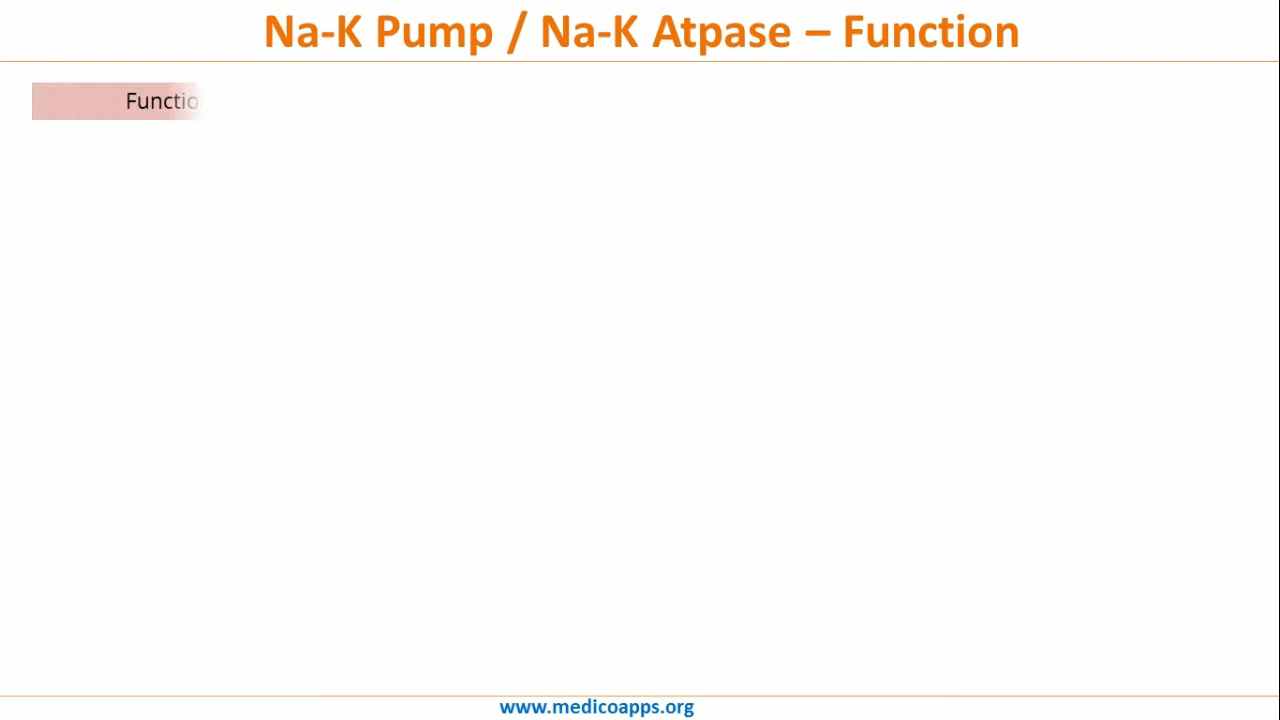 Na-K Pump / Na-K Atpase – Function
Functio
www.medicoapps.org